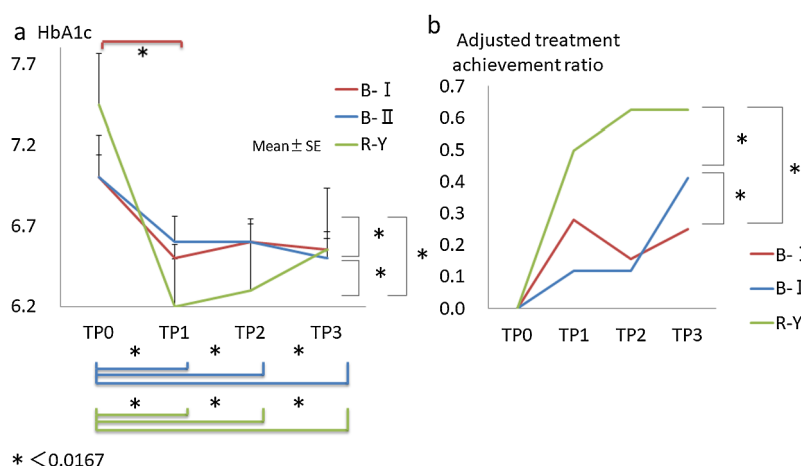 a HbA1c
7.7
7.2
6.7
6.2
B-Ⅰ
B-Ⅱ
Mean±SE R-Y
*
*
*
*
TP0 TP1 TP2 TP3
* * *
* * *
* <0.0167
b
Adjusted treatment
achievement ratio
0.7
0.6
0.5
0.4
0.3
0.2
0.1
0.0
*
*
*
TP0 TP1 TP2 TP3
B-
B-
R-Y